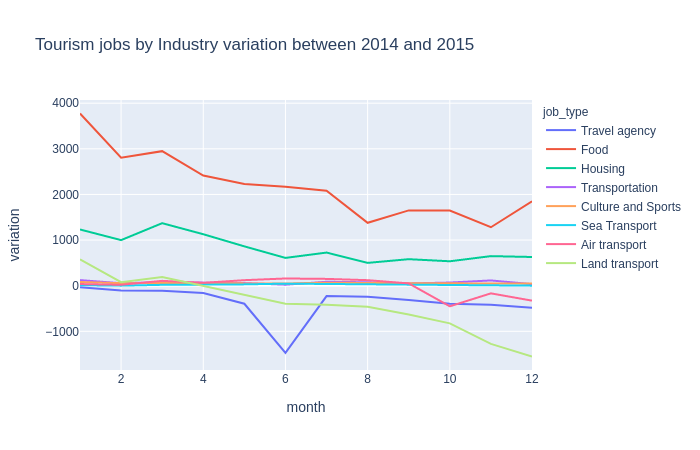 Tourism jobs by Industry variation between 2014 and 2015
4000
3000
2000
1000
0
−1000
variation
2
4
6
8
10
12
month
job_type
Travel agency
Food
Housing
Transportation
Culture and Sports
Sea Transport
Air transport
Land transport